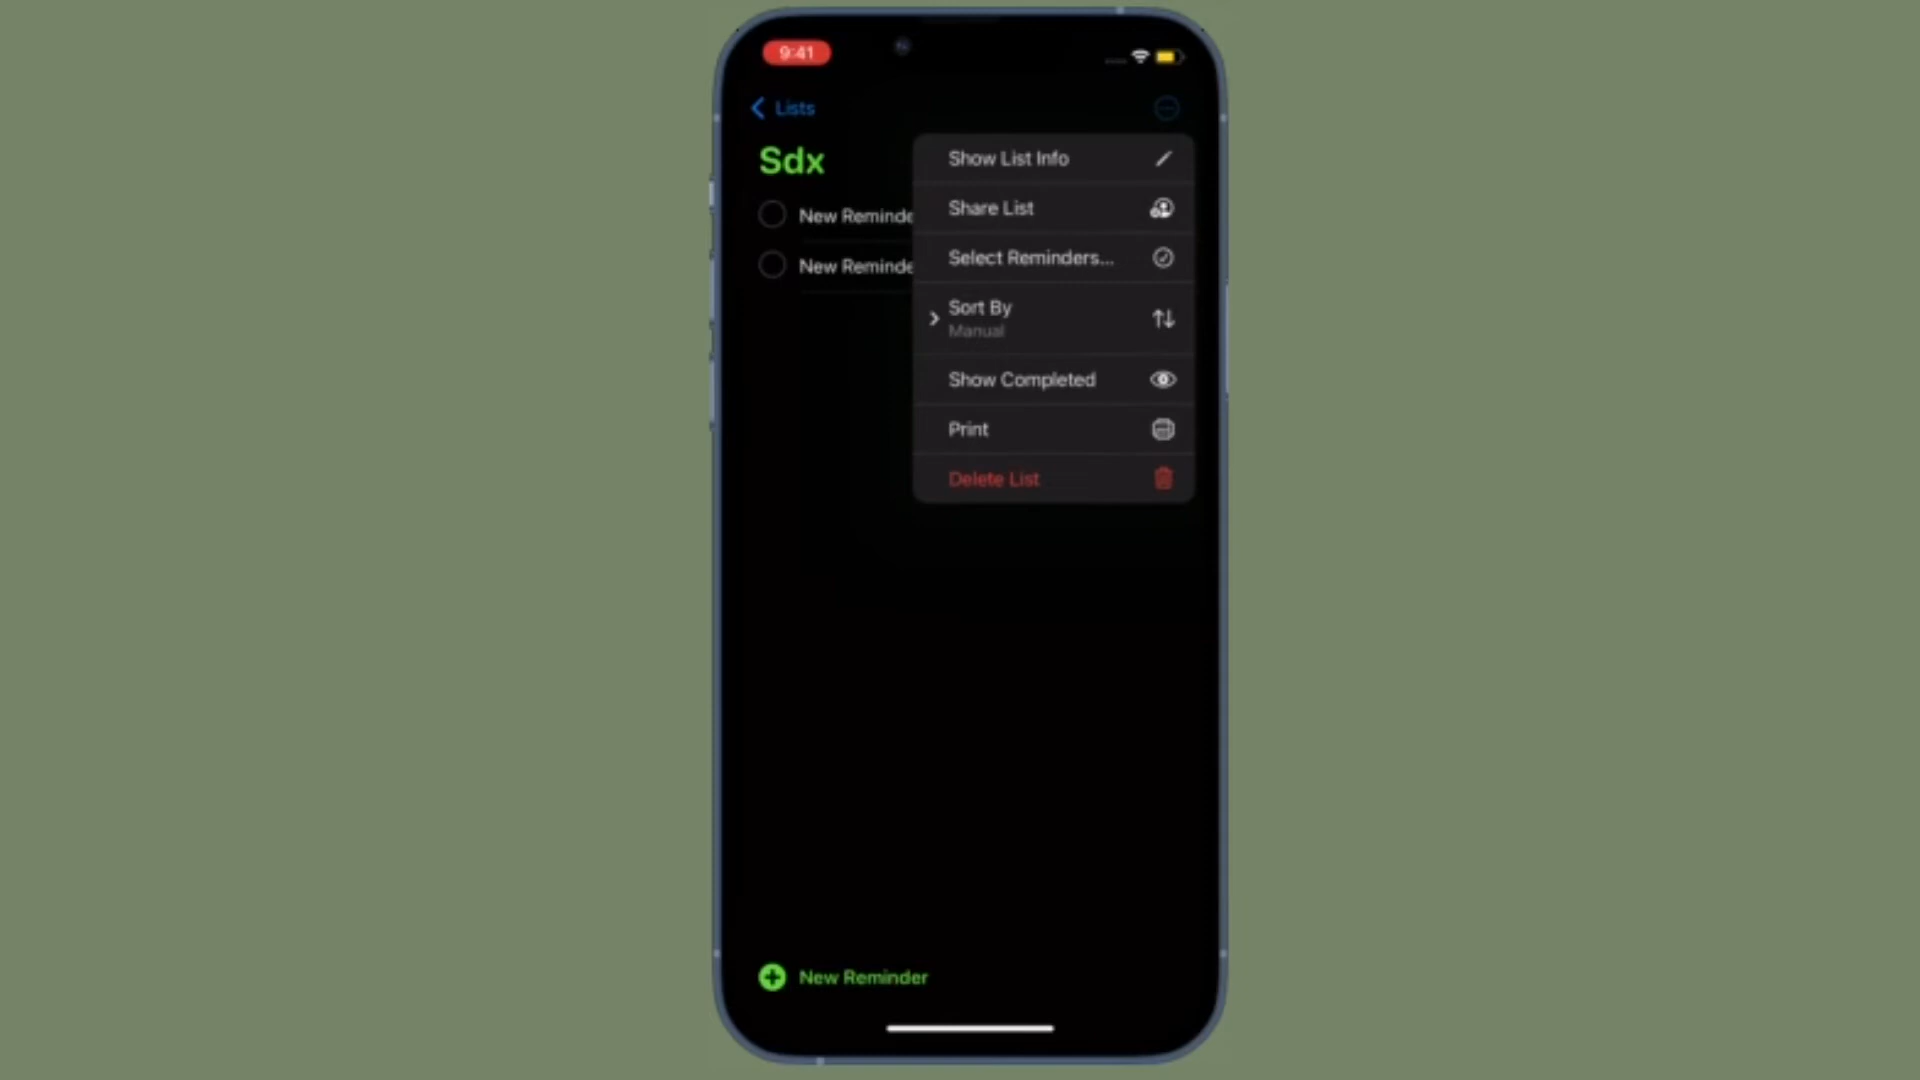 9:41
Lists
Sdx
New Reminde
New Reminde
Show List Info
Share List
Select Reminders...
Sort By
Manual
Show Completed
Print
Delete List
New Reminder